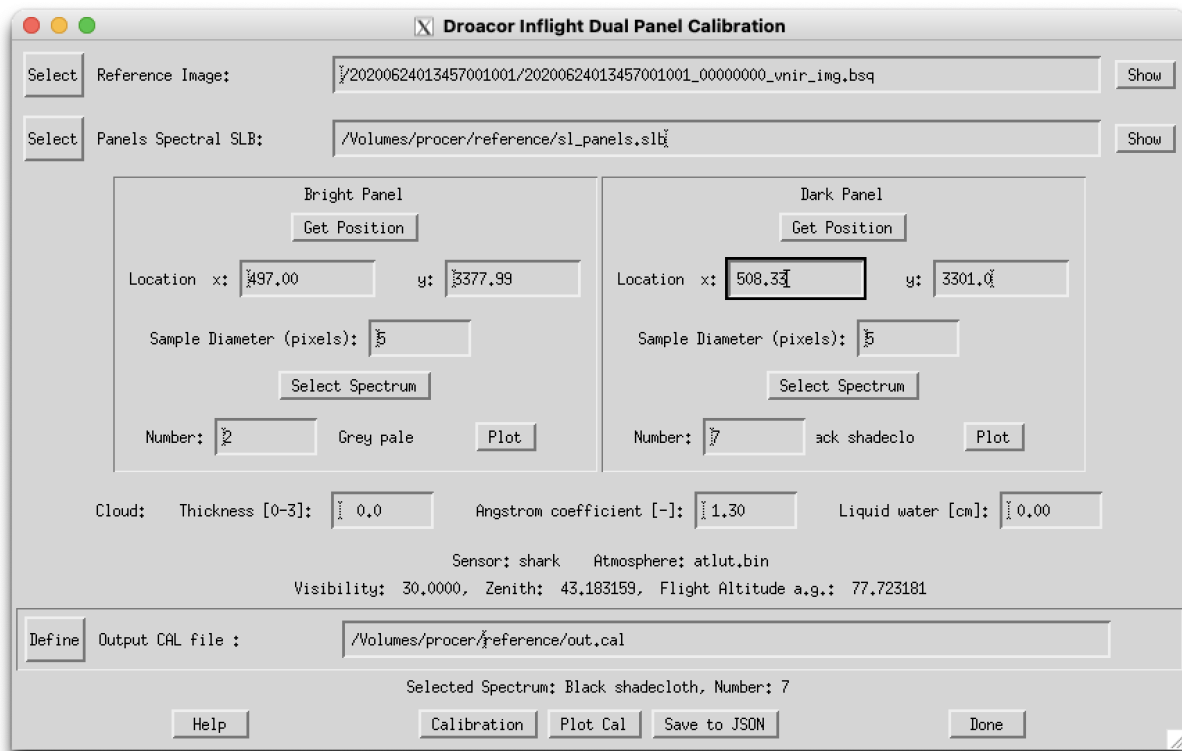 Droacor Inflight Dual Panel Calibration
Select Reference Image: /20200624013457001001/20200624013457001001_00000000_vnir_img.bsq Show
Select Panels Spectral SLB: /Volumes/procer/reference/sl_panels.slb Show
Bright Panel
Get Position
Location x: 497.00 y: 3377.99
Sample Diameter (pixels): 5
Select Spectrum
Number: 2 Grey pale Plot
Dark Panel
Get Position
Location x: 508.33 y: 3301.0
Sample Diameter (pixels): 5
Select Spectrum
Number: 7 ack shadeclo Plot
Cloud: Thickness [0-3]: 0.0 Angstrom coefficient [-]: 1.30 Liquid water [cm]: 0.00
Sensor: shark Atmosphere: atlut.bin
Visibility: 30.0000, Zenith: 43.183159, Flight Altitude a.g.: 77.723181
Define Output CAL file : /Volumes/procer/reference/out.cal
Selected Spectrum: Black shadecloth, Number: 7
Help Calibration Plot Cal Save to JSON Done